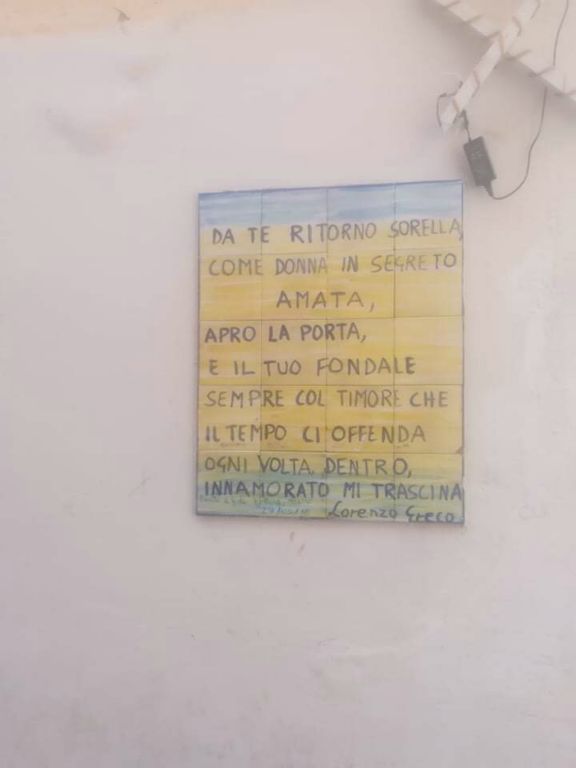 DA TE RITORNO SORELLA,
COME DONNA IN SEGRETO
AMATA,
APRO LA PORTA,
E IL TUO FONDALE
SEMPRE COL TIMORE CHE
IL TEMPO CI OFFENDA
OGNI VOLTA, DENTRO,
INNAMORATO MI TRASCINA
Lorenzo Greco